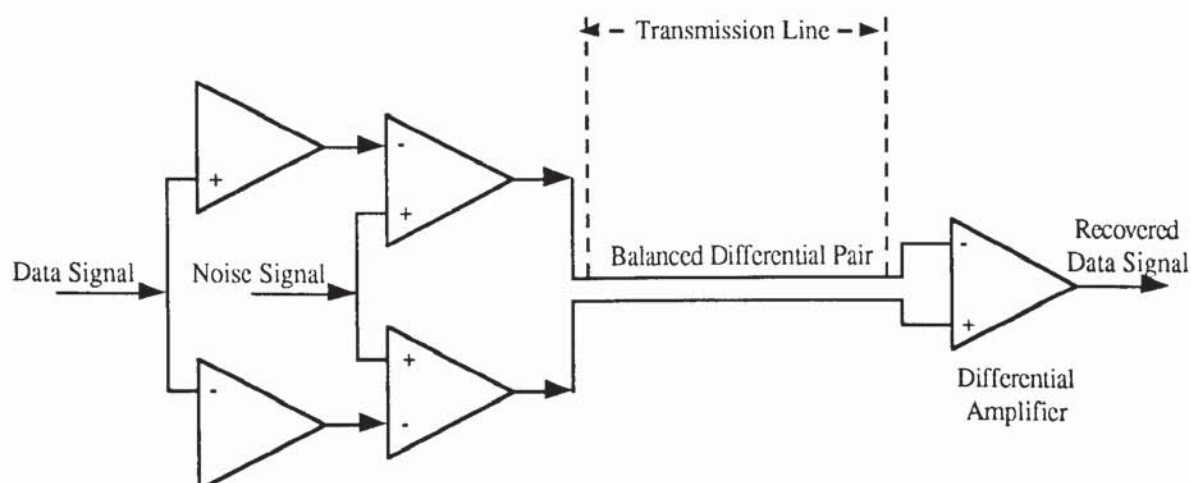 Transmission Line
-
+
-
+
Data Signal
Noise Signal
Balanced Differential Pair
-
+
Recovered
Data Signal
-
+
-
Differential
Amplifier